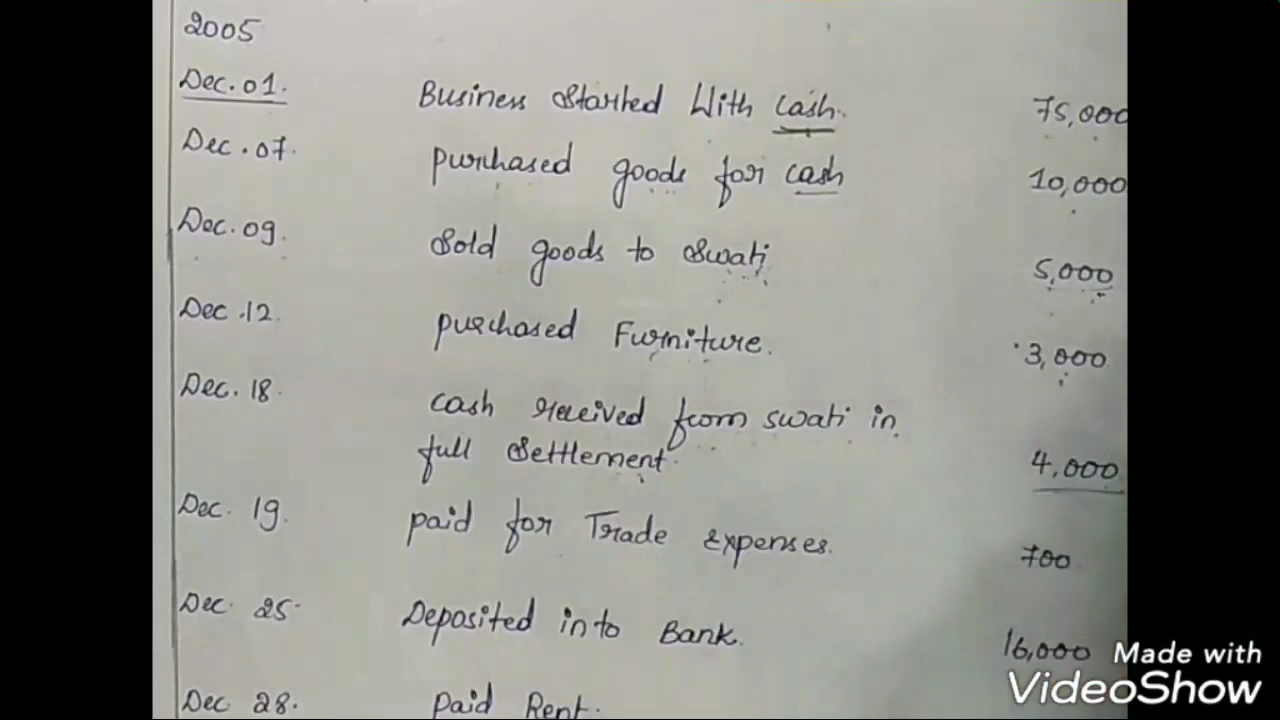 2005
Dec. 01. Business Started With cash. 75,000
Dec. 07. purchased goods for cash 10,000
Dec. 09. Sold goods to Swati 5,000
Dec. 12. purchased Furniture. 3,000
Dec. 18. cash received from swati in
full Settlement. 4,000
Dec. 19. paid for Trade expenses. 700
Dec. 25. Deposited into Bank. 16,000
Dec. 28. paid Rent.
Made with
VideoShow